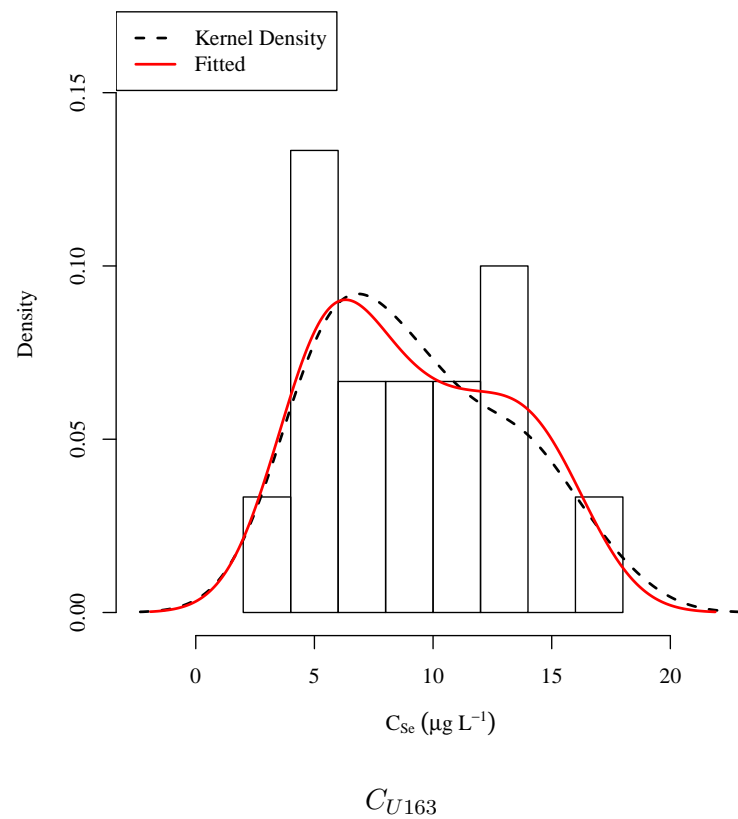 Kernel Density
Fitted
0.15
0.10
0.05
0.00
Density
0 5 10 15 20
C_Se (μg L⁻¹)
C_U163